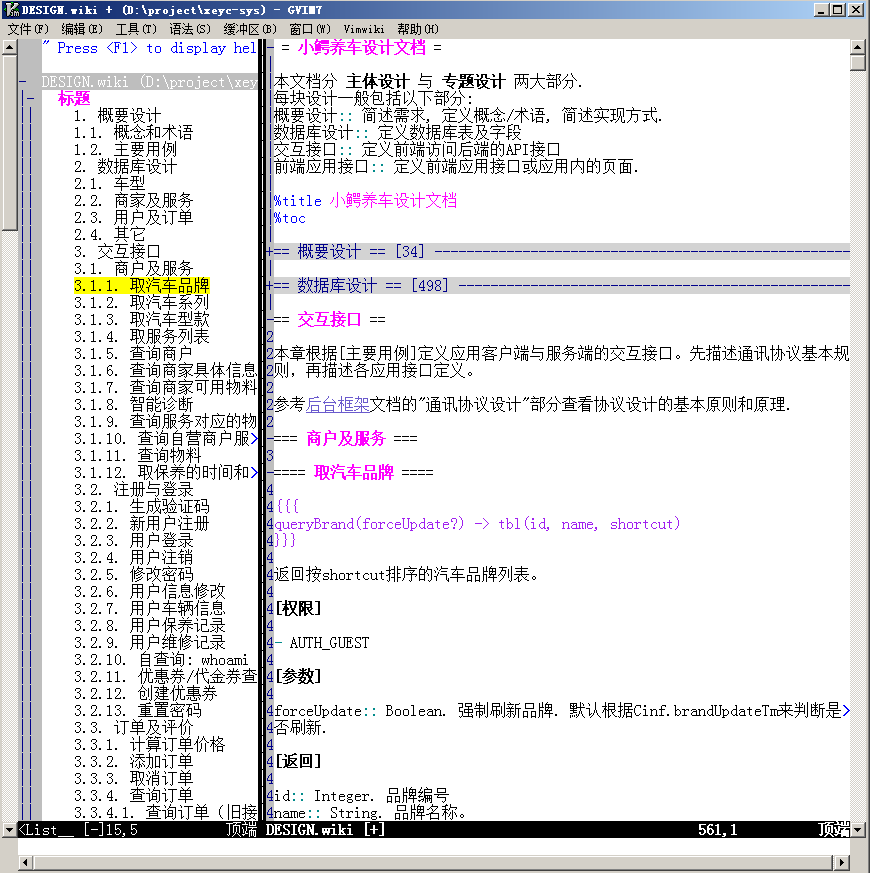 DESIGN.wiki + (D:\project\xeyc-sys) - GVIM7
文件(F) 编辑(E) 工具(T) 语法(S) 缓冲区(B) 窗口(W) Vimwiki 帮助(H)
" Press <F1> to display hel
DESIGN.wiki (D:\project\xey
标题
1. 概要设计
1.1. 概念和术语
1.2. 主要用例
2. 数据库设计
2.1. 车型
2.2. 商家及服务
2.3. 用户及订单
2.4. 其它
3. 交互接口
3.1. 商户及服务
3.1.1. 取汽车品牌
3.1.2. 取汽车系列
3.1.3. 取汽车型款
3.1.4. 取服务列表
3.1.5. 查询商户
3.1.6. 查询商家具体信息
3.1.7. 查询商家可用物料
3.1.8. 智能诊断
3.1.9. 查询服务对应的物
3.1.10. 查询自营商户服>
3.1.11. 查询物料
3.1.12. 取保养的时间和>
3.2. 注册与登录
3.2.1. 生成验证码
3.2.2. 新用户注册
3.2.3. 用户登录
3.2.4. 用户注销
3.2.5. 修改密码
3.2.6. 用户信息修改
3.2.7. 用户车辆信息
3.2.8. 用户保养记录
3.2.9. 用户维修记录
3.2.10. 自查询: whoami
3.2.11. 优惠券/代金券查
3.2.12. 创建优惠券
3.2.13. 重置密码
3.3. 订单及评价
3.3.1. 计算订单价格
3.3.2. 添加订单
3.3.3. 取消订单
3.3.4. 查询订单
3.3.4.1. 查询订单（旧接
<List__ [-]15,5 顶端
- = 小鳄养车设计文档 =
本文档分 主体设计 与 专题设计 两大部分.
每块设计一般包括以下部分:
概要设计:: 简述需求, 定义概念/术语, 简述实现方式.
数据库设计:: 定义数据库表及字段
交互接口:: 定义前端访问后端的API接口
前端应用接口:: 定义前端应用接口或应用内的页面.
%title 小鳄养车设计文档
%toc
+== 概要设计 == [34] ----------------------------------------------------
+== 数据库设计 == [498] -------------------------------------------------
-== 交互接口 ==
2
2本章根据[主要用例]定义应用客户端与服务端的交互接口。先描述通讯协议基本规
2则，再描述各应用接口定义。
2
2参考后台框架文档的"通讯协议设计"部分查看协议设计的基本原则和原理.
2
-=== 商户及服务 ===
3
-==== 取汽车品牌 ====
4
4{{{
4queryBrand(forceUpdate?) -> tbl(id, name, shortcut)
4}}}
4
4返回按shortcut排序的汽车品牌列表。
4
4[权限]
4
4- AUTH_GUEST
4
4[参数]
4
4forceUpdate:: Boolean. 强制刷新品牌. 默认根据Cinf.brandUpdateTm来判断是>
4否刷新.
4
4[返回]
4
4id:: Integer. 品牌编号
4name:: String. 品牌名称。
DESIGN.wiki [+] 561,1 顶端